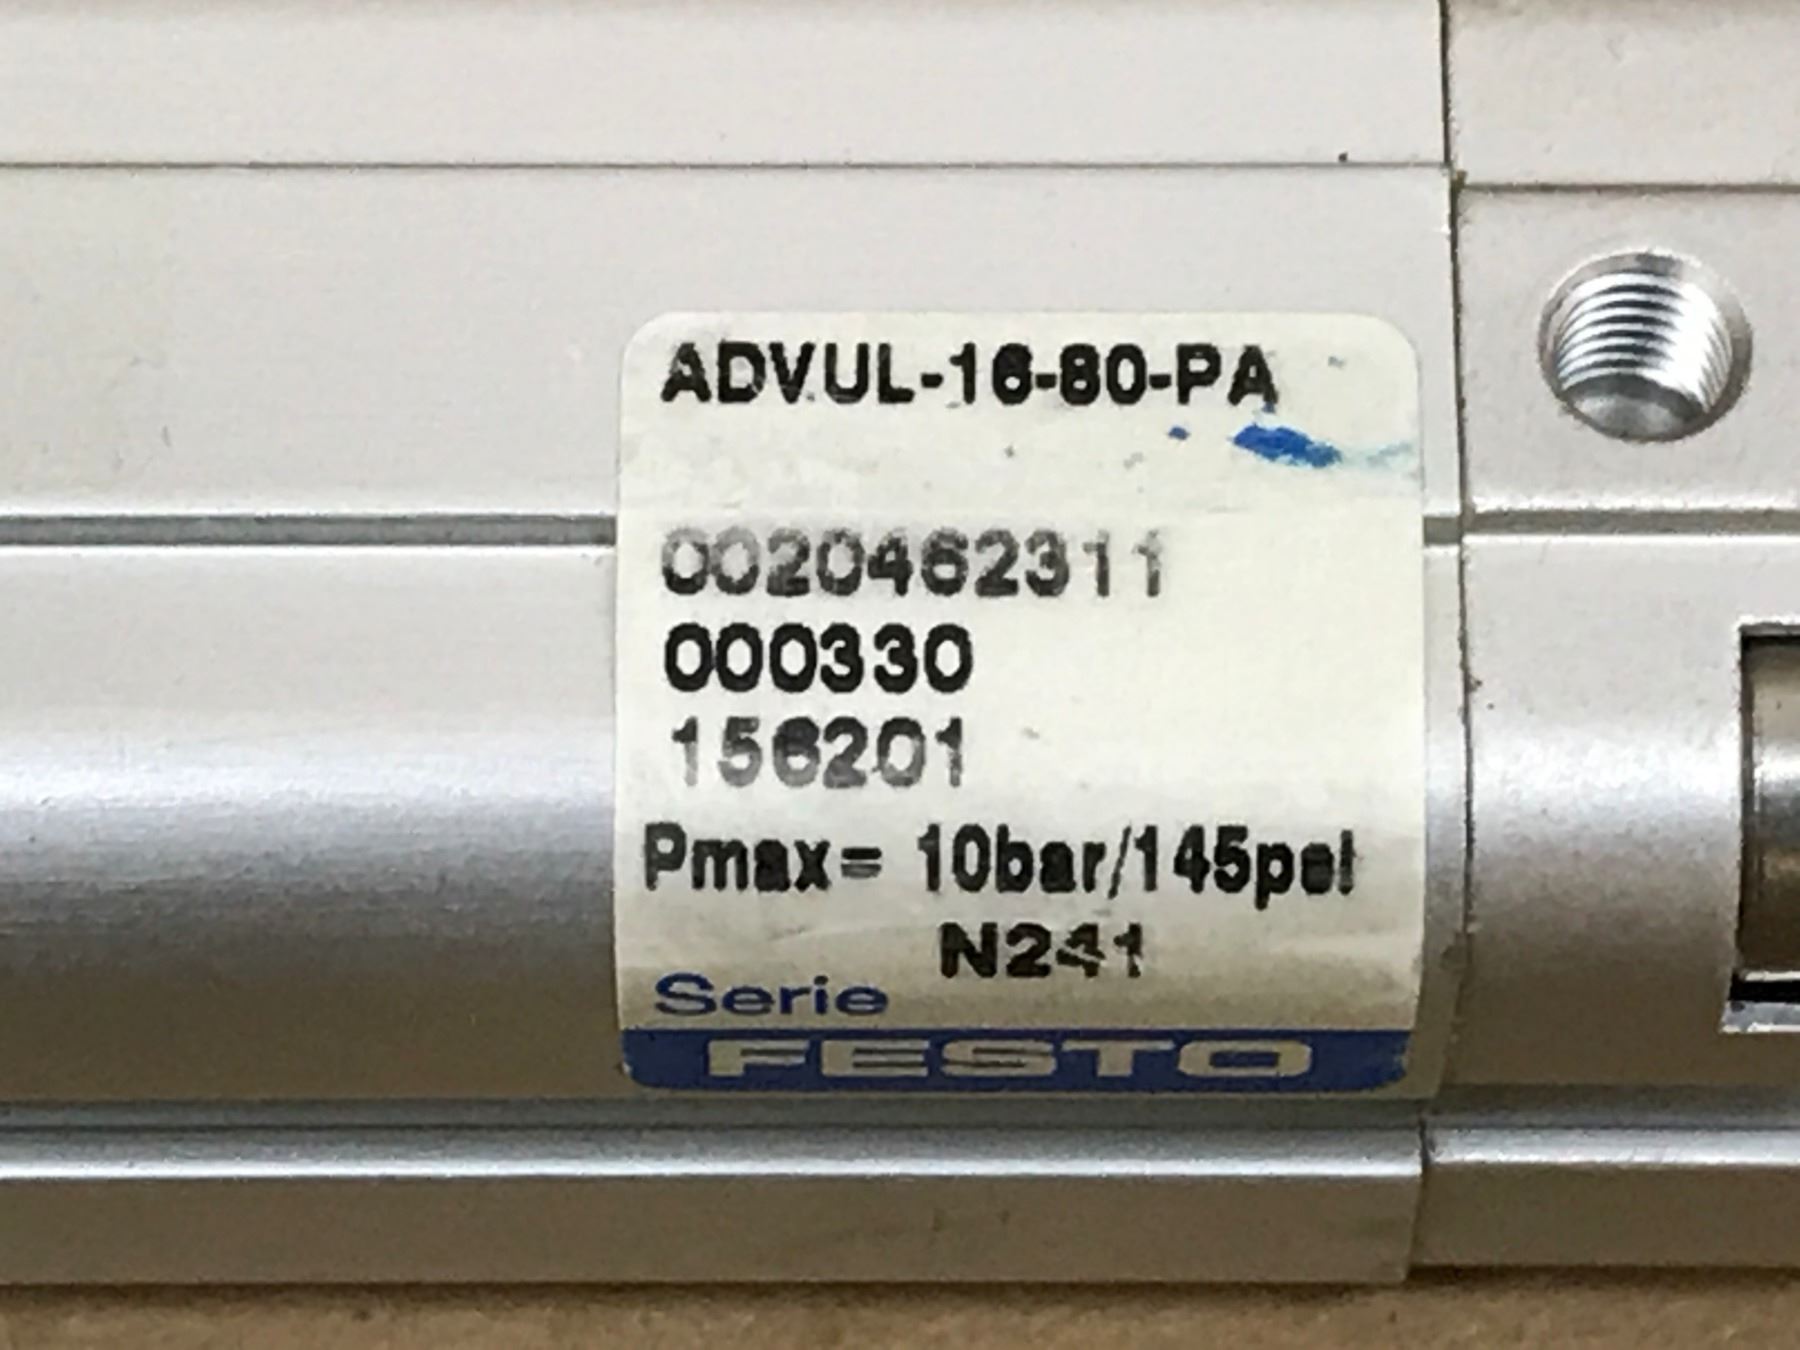 ADVUL-16-80-PA
0020462311
000330
156201
Pmax= 10bar/145psi
N241
Serie
FESTO